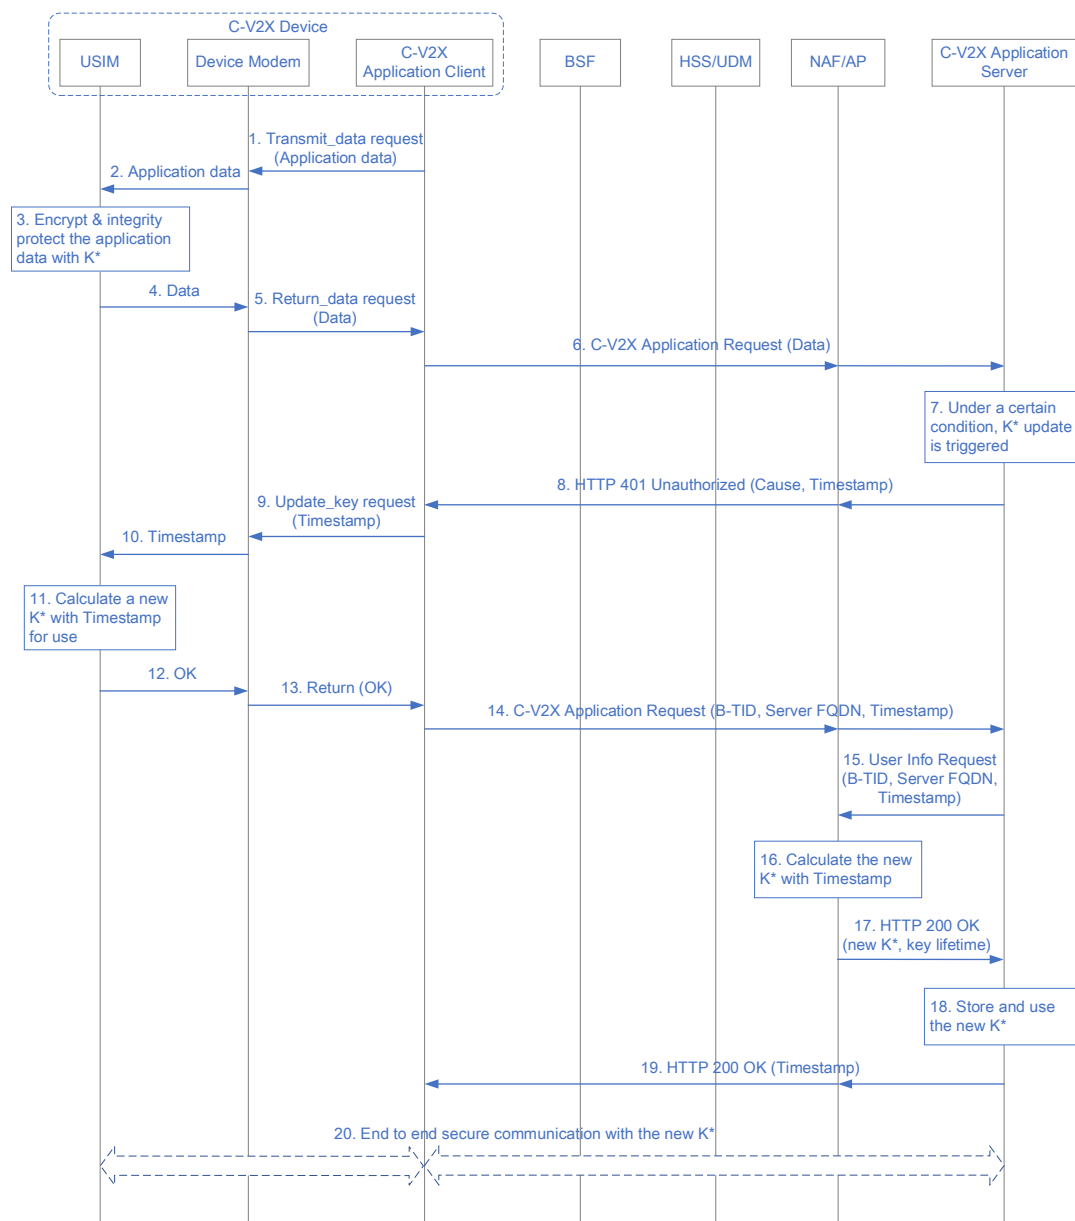 C-V2X Device
USIM
Device Modem
C-V2X
Application Client
BSF
HSS/UDM
NAF/AP
C-V2X Application
Server
1. Transmit_data request
(Application data)
2. Application data
3. Encrypt & integrity
protect the application
data with K*
4. Data
5. Return_data request
(Data)
6. C-V2X Application Request (Data)
7. Under a certain
condition, K* update
is triggered
8. HTTP 401 Unauthorized (Cause, Timestamp)
9. Update_key request
(Timestamp)
10. Timestamp
11. Calculate a new
K* with Timestamp
for use
12. OK
13. Return (OK)
14. C-V2X Application Request (B-TID, Server FQDN, Timestamp)
15. User Info Request
(B-TID, Server FQDN,
Timestamp)
16. Calculate the new
K* with Timestamp
17. HTTP 200 OK
(new K*, key lifetime)
18. Store and use
the new K*
19. HTTP 200 OK (Timestamp)
20. End to end secure communication with the new K*